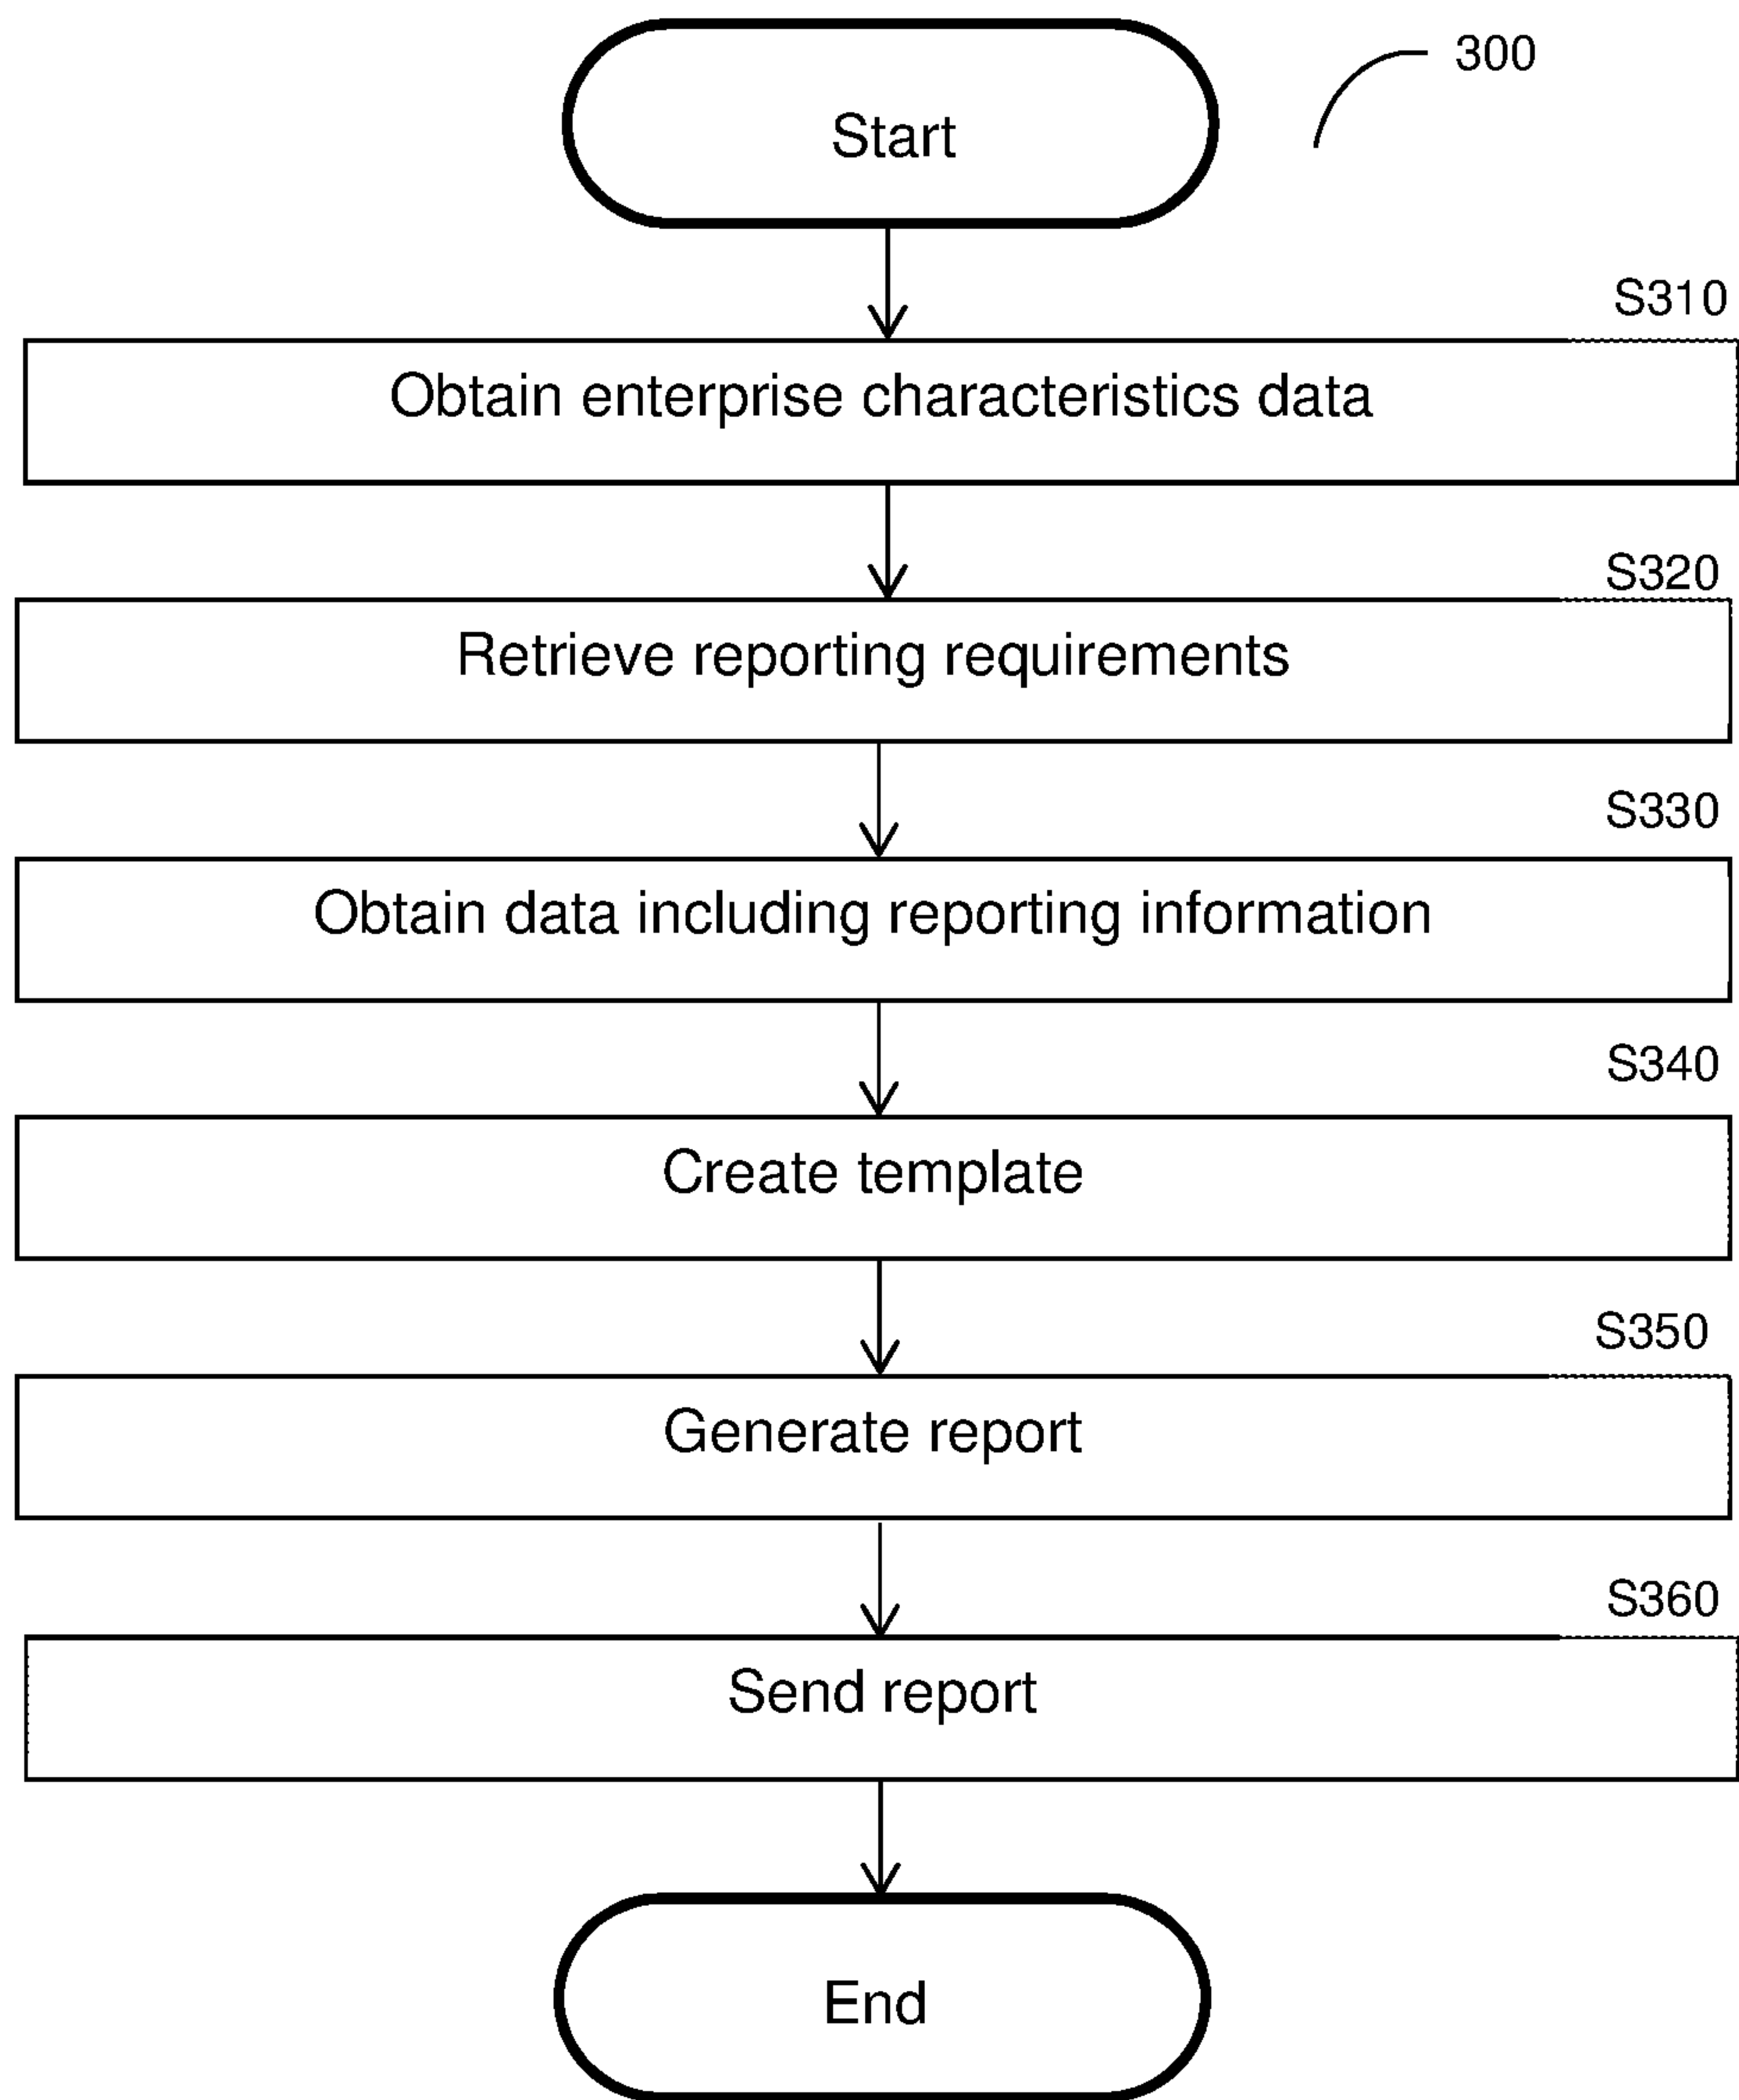 300
Start
S310
Obtain enterprise characteristics data
S320
Retrieve reporting requirements
S330
Obtain data including reporting information
S340
Create template
S350
Generate report
S360
Send report
End